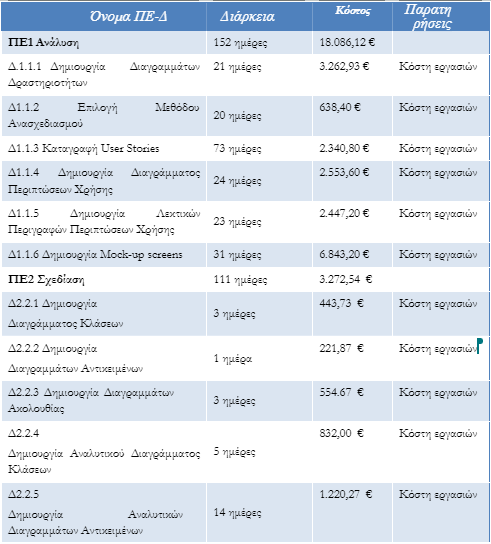 Όνομα ΠΕ-Δ Διάρκεια Κόστος Παρατη
ρήσεις
ΠΕ1 Ανάλυση 152 ημέρες 18.086,12 €
Δ.1.1.1 Δημιουργία Διαγραμμάτων 21 ημέρες 3.262,93 € Κόστη εργασιών
Δραστηριοτήτων
Δ1.1.2 Επιλογή Μεθόδου 20 ημέρες 638,40 € Κόστη εργασιών
Ανασχεδιασμού
Δ1.1.3 Καταγραφή User Stories 73 ημέρες 2.340,80 € Κόστη εργασιών
Δ1.1.4 Δημιουργία Διαγράμματος 24 ημέρες 2.553,60 € Κόστη εργασιών
Περιπτώσεων Χρήσης
Δ1.1.5 Δημιουργία Λεκτικών 23 ημέρες 2.447,20 € Κόστη εργασιών
Περιγραφών Περιπτώσεων Χρήσης
Δ1.1.6 Δημιουργία Mock-up screens 31 ημέρες 6.843,20 € Κόστη εργασιών
ΠΕ2 Σχεδίαση 111 ημέρες 3.272,54 €
Δ2.2.1 Δημιουργία 3 ημέρες 443,73 € Κόστη εργασιών
Διαγράμματος Κλάσεων
Δ2.2.2 Δημιουργία 1 ημέρα 221,87 € Κόστη εργασιών
Διαγραμμάτων Αντικειμένων
Δ2.2.3 Δημιουργία Διαγραμμάτων 3 ημέρες 554.67 € Κόστη εργασιών
Ακολουθίας
Δ2.2.4 5 ημέρες 832,00 € Κόστη εργασιών
Δημιουργία Αναλυτικού Διαγράμματος
Κλάσεων
Δ2.2.5 14 ημέρες 1.220,27 € Κόστη εργασιών
Δημιουργία Αναλυτικών
Διαγραμμάτων Αντικειμένων